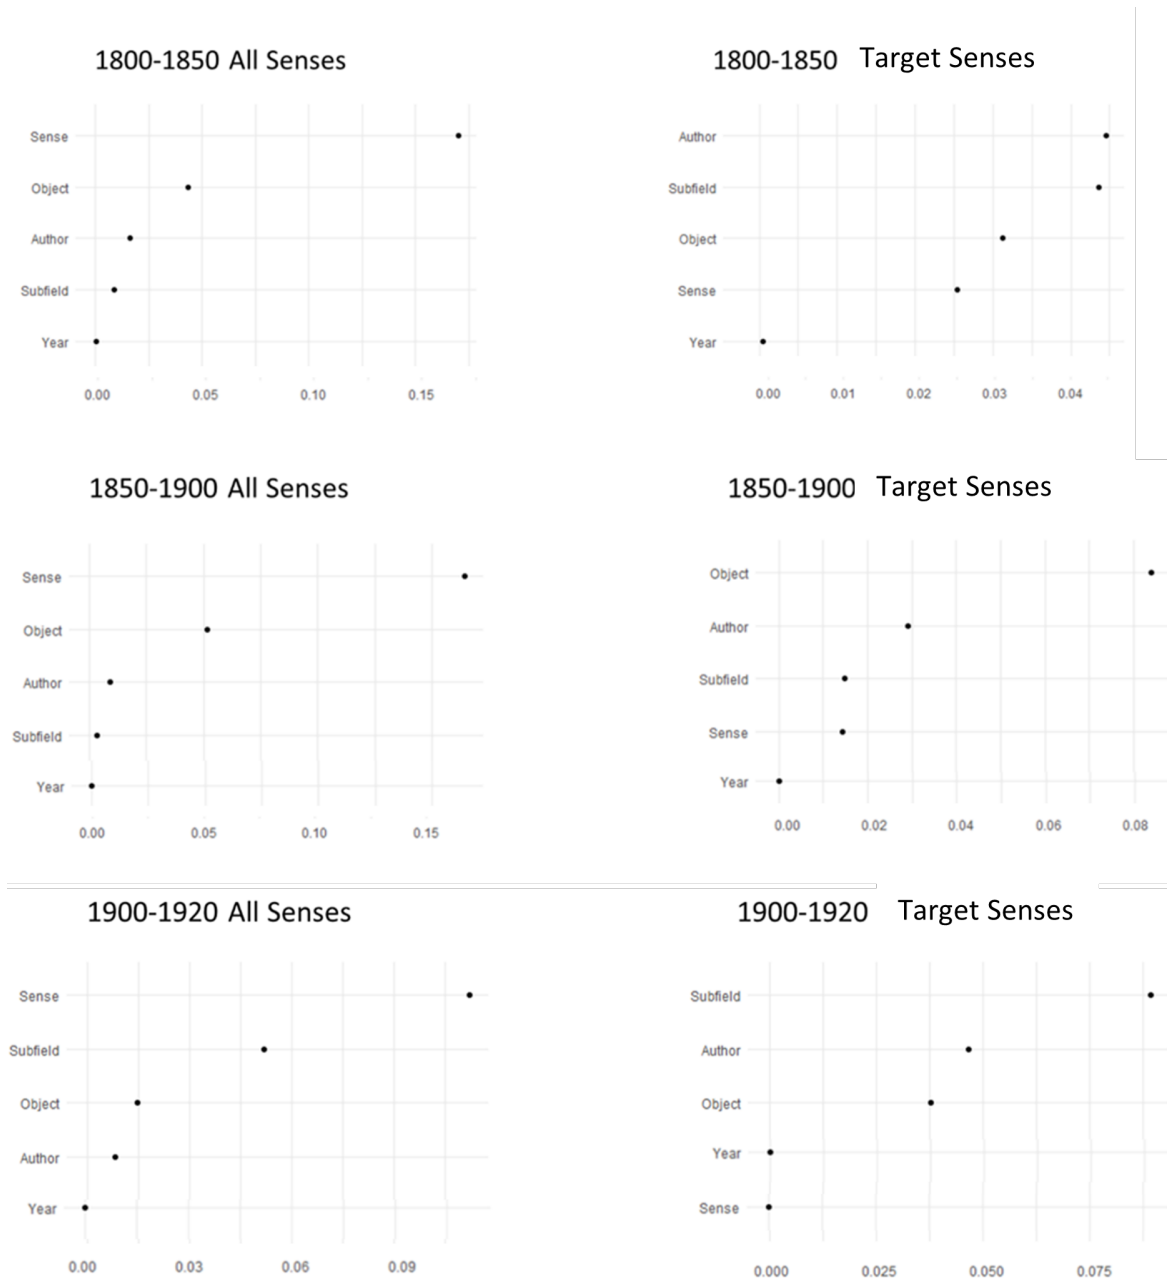 1800-1850 All Senses
Sense
Object
Author
Subfield
Year
0.00 0.05 0.10 0.15
1800-1850 Target Senses
Author
Subfield
Object
Sense
Year
0.00 0.01 0.02 0.03 0.04
1850-1900 All Senses
Sense
Object
Author
Subfield
Year
0.00 0.05 0.10 0.15
1850-1900 Target Senses
Object
Author
Subfield
Sense
Year
0.00 0.02 0.04 0.06 0.08
1900-1920 All Senses
Sense
Subfield
Object
Author
Year
0.00 0.03 0.06 0.09
1900-1920 Target Senses
Subfield
Author
Object
Year
Sense
0.000 0.025 0.050 0.075